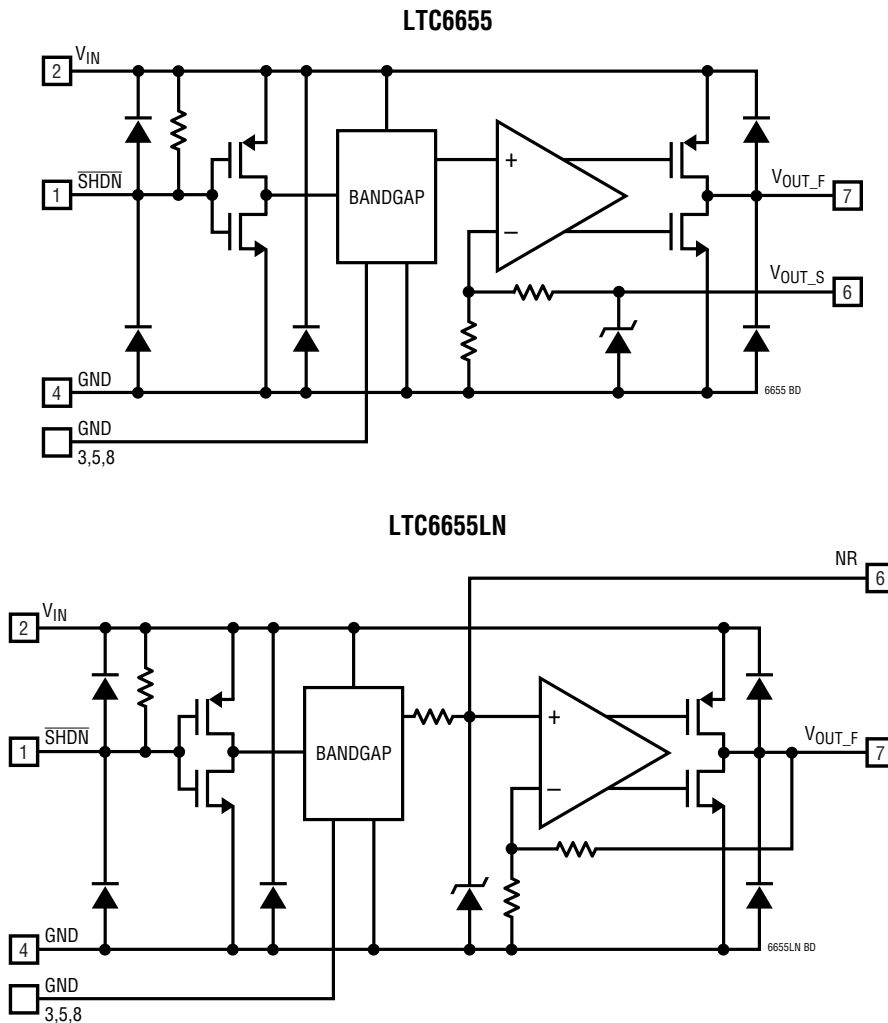 LTC6655
2 VIN
1 SHDN
BANDGAP
+
–
VOUT_F 7
VOUT_S 6
4 GND
6655 BD
GND
3,5,8
LTC6655LN
NR 6
2 VIN
1 SHDN
BANDGAP
+
–
VOUT_F 7
4 GND
6655LN BD
GND
3,5,8